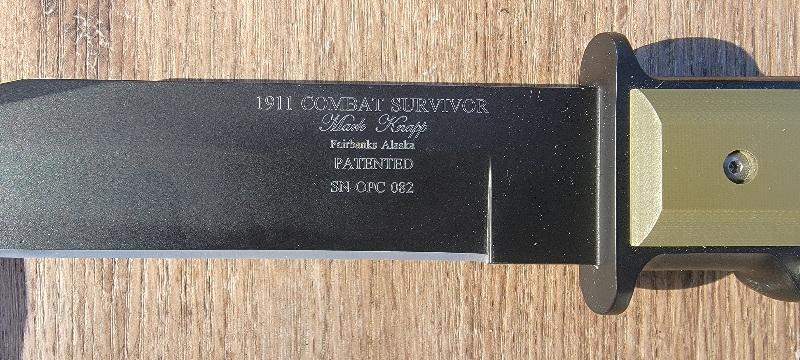 1911 COMBAT SURVIVOR
Mark Knapp
Fairbanks Alaska
PATENTED
SN OPC 082